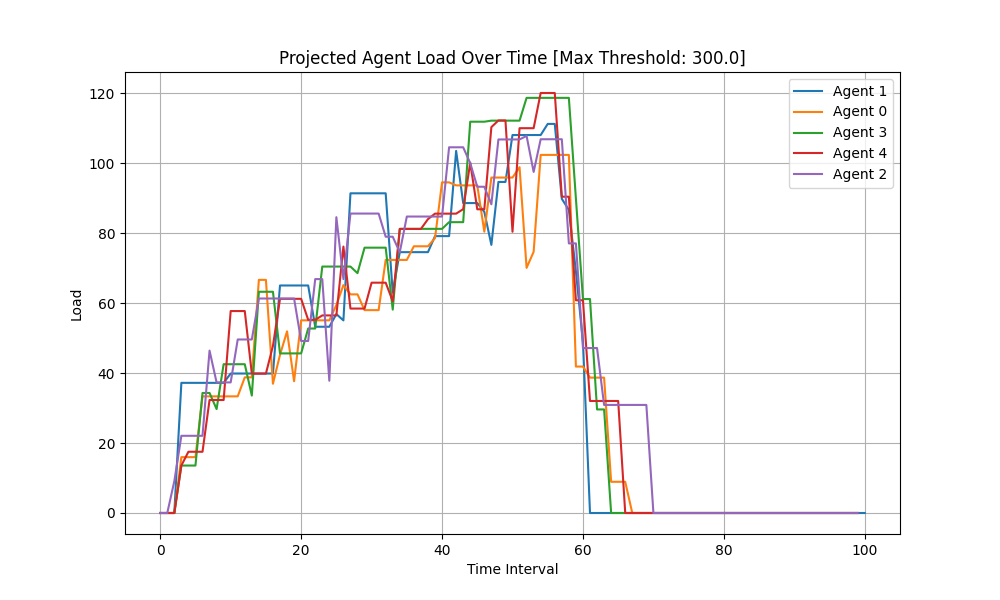 Projected Agent Load Over Time [Max Threshold: 300.0]
Load
120
100
80
60
40
20
0
Agent 1
Agent 0
Agent 3
Agent 4
Agent 2
0 20 40 60 80 100
Time Interval